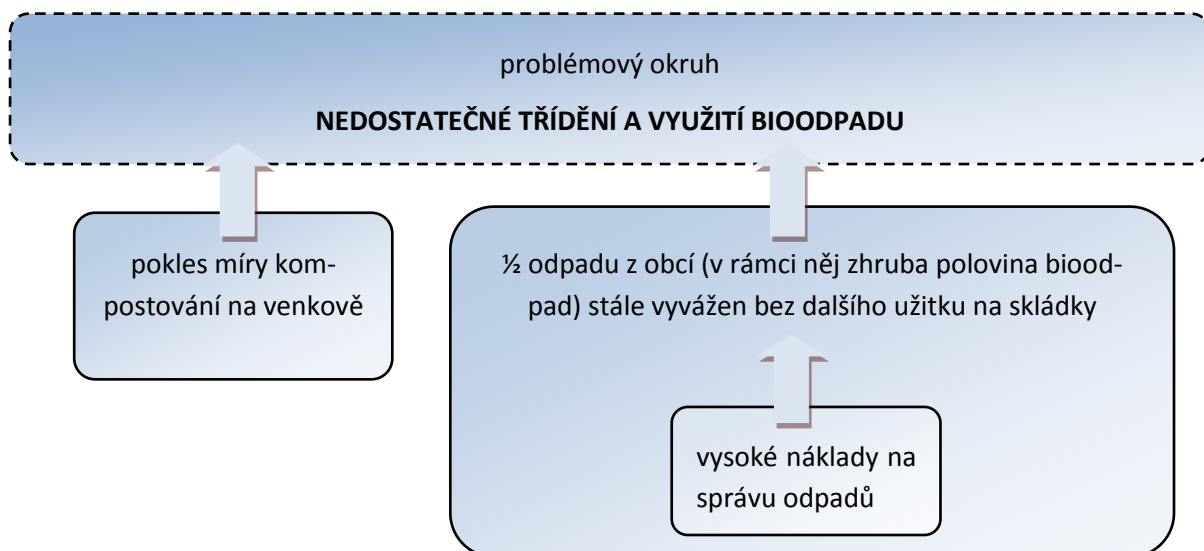 problémový okruh
NEDOSTATEČNÉ TŘÍDĚNÍ A VYUŽITÍ BIOODPADU
pokles míry kom-
postování na venkově
½ odpadu z obcí (v rámci něj zhruba polovina biood-
pad) stále vyvážen bez dalšího užitku na skládky
vysoké náklady na
správu odpadů